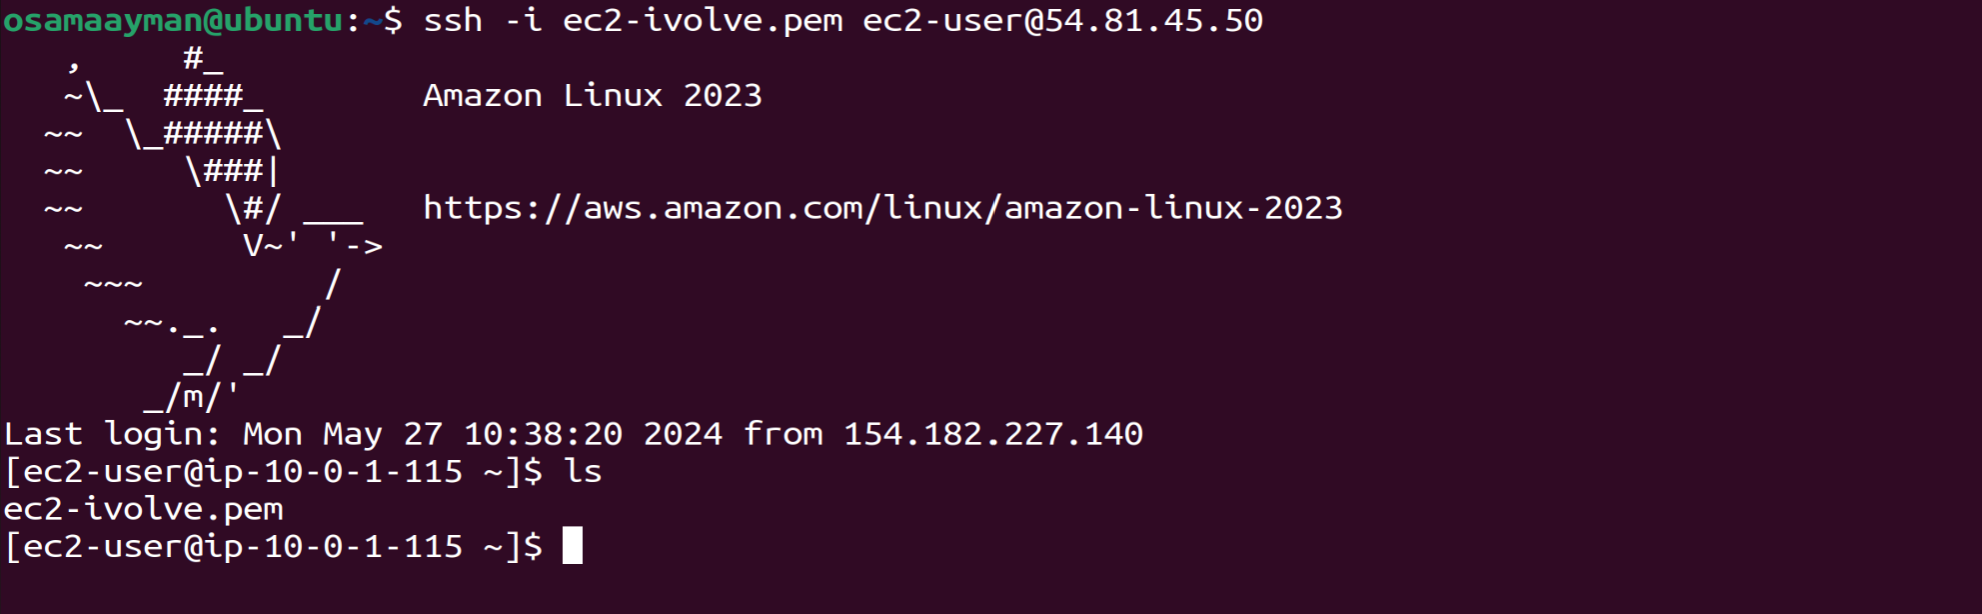 osamaayman@ubuntu:~$ ssh -i ec2-ivolve.pem ec2-user@54.81.45.50
   ,     #_
   ~\_  ####_        Amazon Linux 2023
  ~~  \_#####\
  ~~     \###|
  ~~       \#/ ___   https://aws.amazon.com/linux/amazon-linux-2023
   ~~       V~' '->
    ~~~         /
      ~~._.   _/
         _/ _/
       _/m/'
Last login: Mon May 27 10:38:20 2024 from 154.182.227.140
[ec2-user@ip-10-0-1-115 ~]$ ls
ec2-ivolve.pem
[ec2-user@ip-10-0-1-115 ~]$